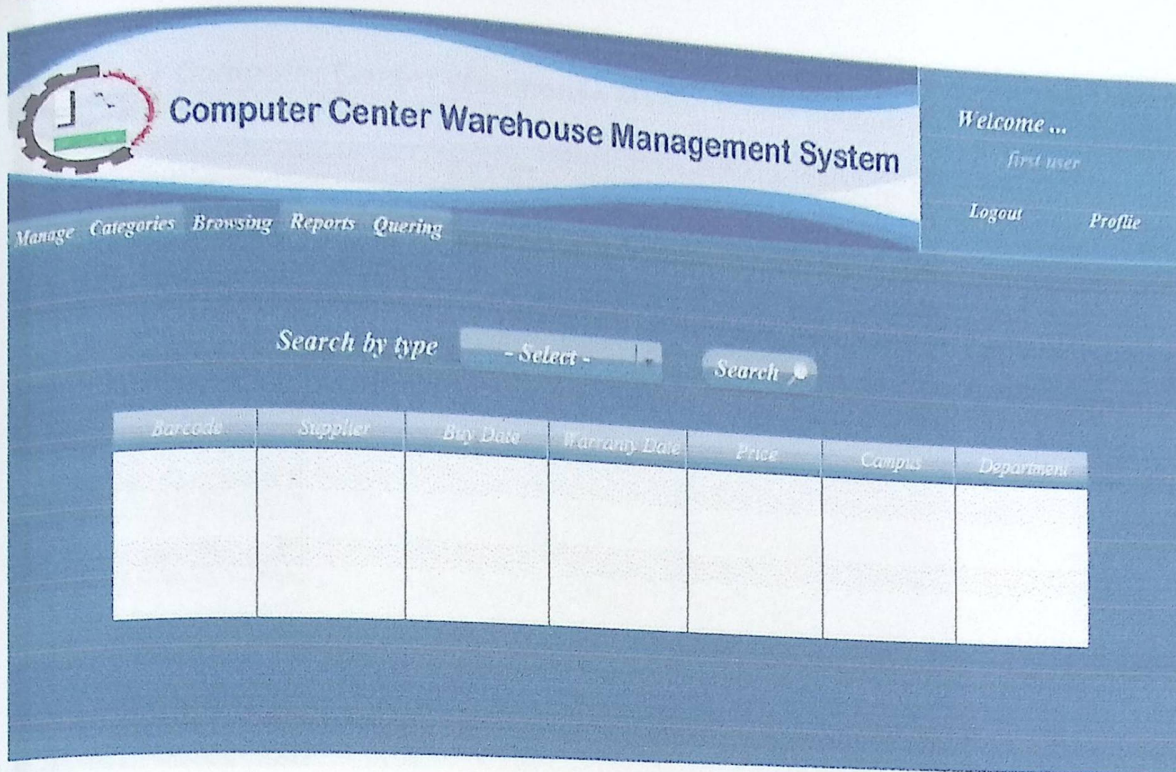 Computer Center Warehouse Management System
Welcome ...
first user
Logout Proflie
Manage Categories Browsing Reports Quering
Search by type - Select - Search
Barcode Supplier Buy Date Warranty Date Price Campus Department